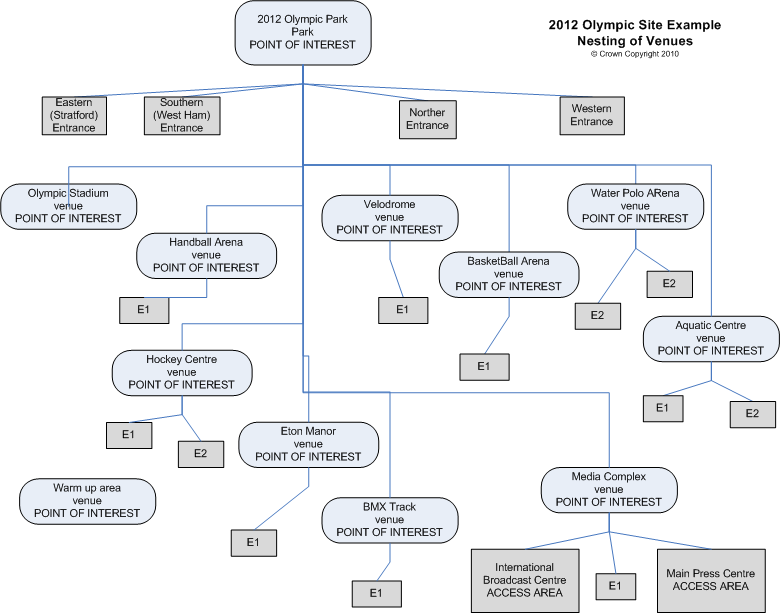 2012 Olympic Park
Park
POINT OF INTEREST
2012 Olympic Site Example
Nesting of Venues
© Crown Copyright 2010
Eastern
(Stratford)
Entrance
Southern
(West Ham)
Entrance
Norther
Entrance
Western
Entrance
Olympic Stadium
venue
POINT OF INTEREST
Velodrome
venue
POINT OF INTEREST
Water Polo ARena
venue
POINT OF INTEREST
Handball Arena
venue
POINT OF INTEREST
BasketBall Arena
venue
POINT OF INTEREST
E1
E1
E2
E2
Aquatic Centre
venue
POINT OF INTEREST
Hockey Centre
venue
POINT OF INTEREST
E1
E1
E2
E1
E2
Eton Manor
venue
POINT OF INTEREST
Warm up area
venue
POINT OF INTEREST
Media Complex
venue
POINT OF INTEREST
BMX Track
venue
POINT OF INTEREST
E1
E1
International
Broadcast Centre
ACCESS AREA
E1
Main Press Centre
ACCESS AREA